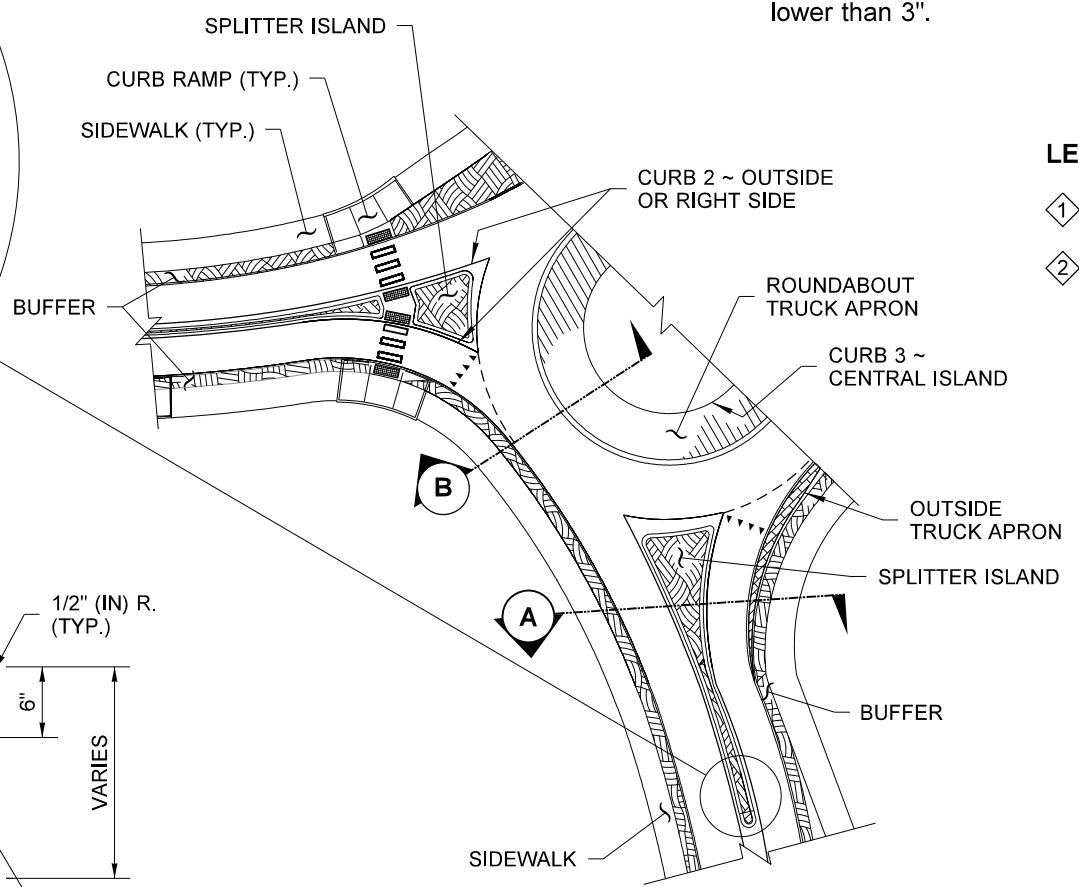 lower than 3".
SPLITTER ISLAND
CURB RAMP (TYP.)
SIDEWALK (TYP.)
BUFFER
CURB 2 ~ OUTSIDE
OR RIGHT SIDE
ROUNDABOUT
TRUCK APRON
CURB 3 ~
CENTRAL ISLAND
LE
1
2
B
OUTSIDE
TRUCK APRON
SPLITTER ISLAND
A
1/2" (IN) R.
(TYP.)
6"
VARIES
BUFFER
SIDEWALK